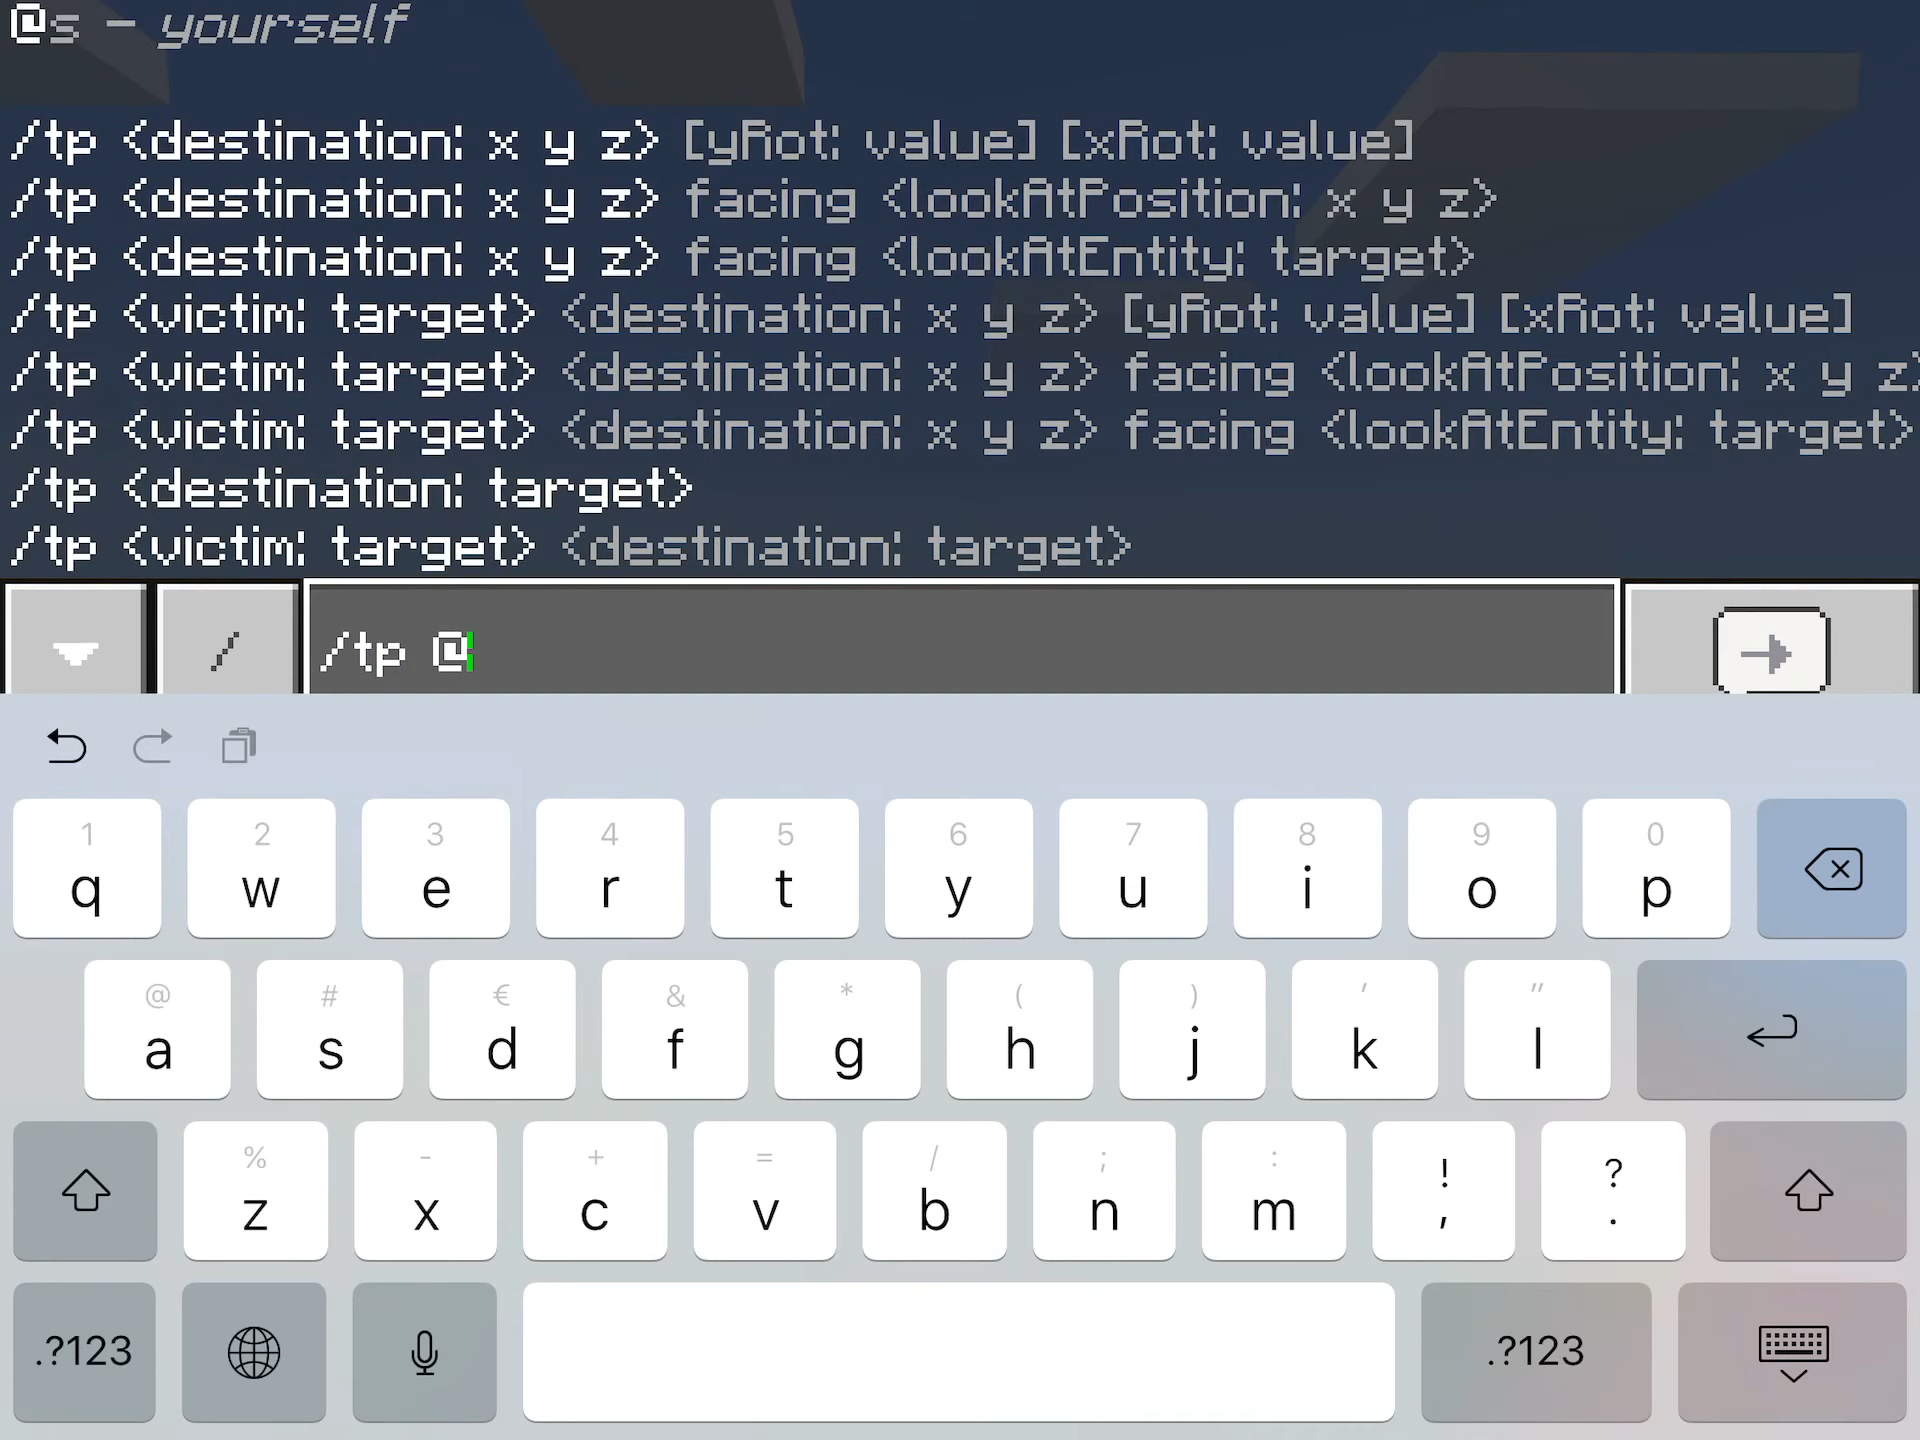 @s - yourself
/tp <destination: x y z> [yRot: value] [xRot: value]
/tp <destination: x y z> facing <lookAtPosition: x y z>
/tp <destination: x y z> facing <lookAtEntity: target>
/tp <victim: target> <destination: x y z> [yRot: value] [xRot: value]
/tp <victim: target> <destination: x y z> facing <lookAtPosition: x y z>
/tp <victim: target> <destination: x y z> facing <lookAtEntity: target>
/tp <destination: target>
/tp <victim: target> <destination: target>
/ /tp @
1 2 3 4 5 6 7 8 9 0
q w e r t y u i o p
@ # € & * ( ) ' "
a s d f g h j k l
% - + = / ; : ! ?
z x c v b n m , .
.?123 .?123